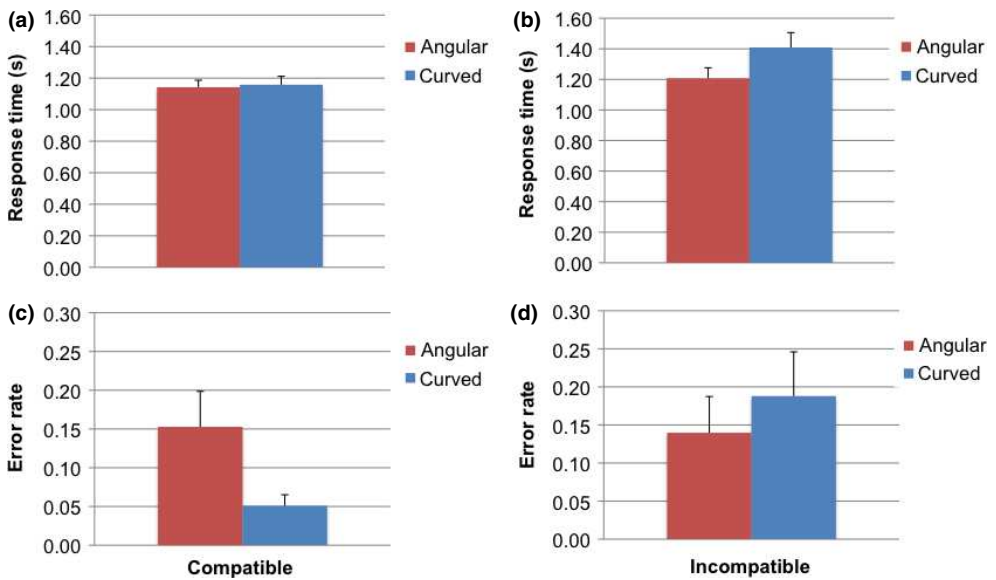 (a)
Response time (s)
1.60
1.40
1.20
1.00
0.80
0.60
0.40
0.20
0.00
Angular
Curved
(b)
Response time (s)
1.60
1.40
1.20
1.00
0.80
0.60
0.40
0.20
0.00
Angular
Curved
(c)
Error rate
0.30
0.25
0.20
0.15
0.10
0.05
0.00
Angular
Curved
Compatible
(d)
Error rate
0.30
0.25
0.20
0.15
0.10
0.05
0.00
Angular
Curved
Incompatible